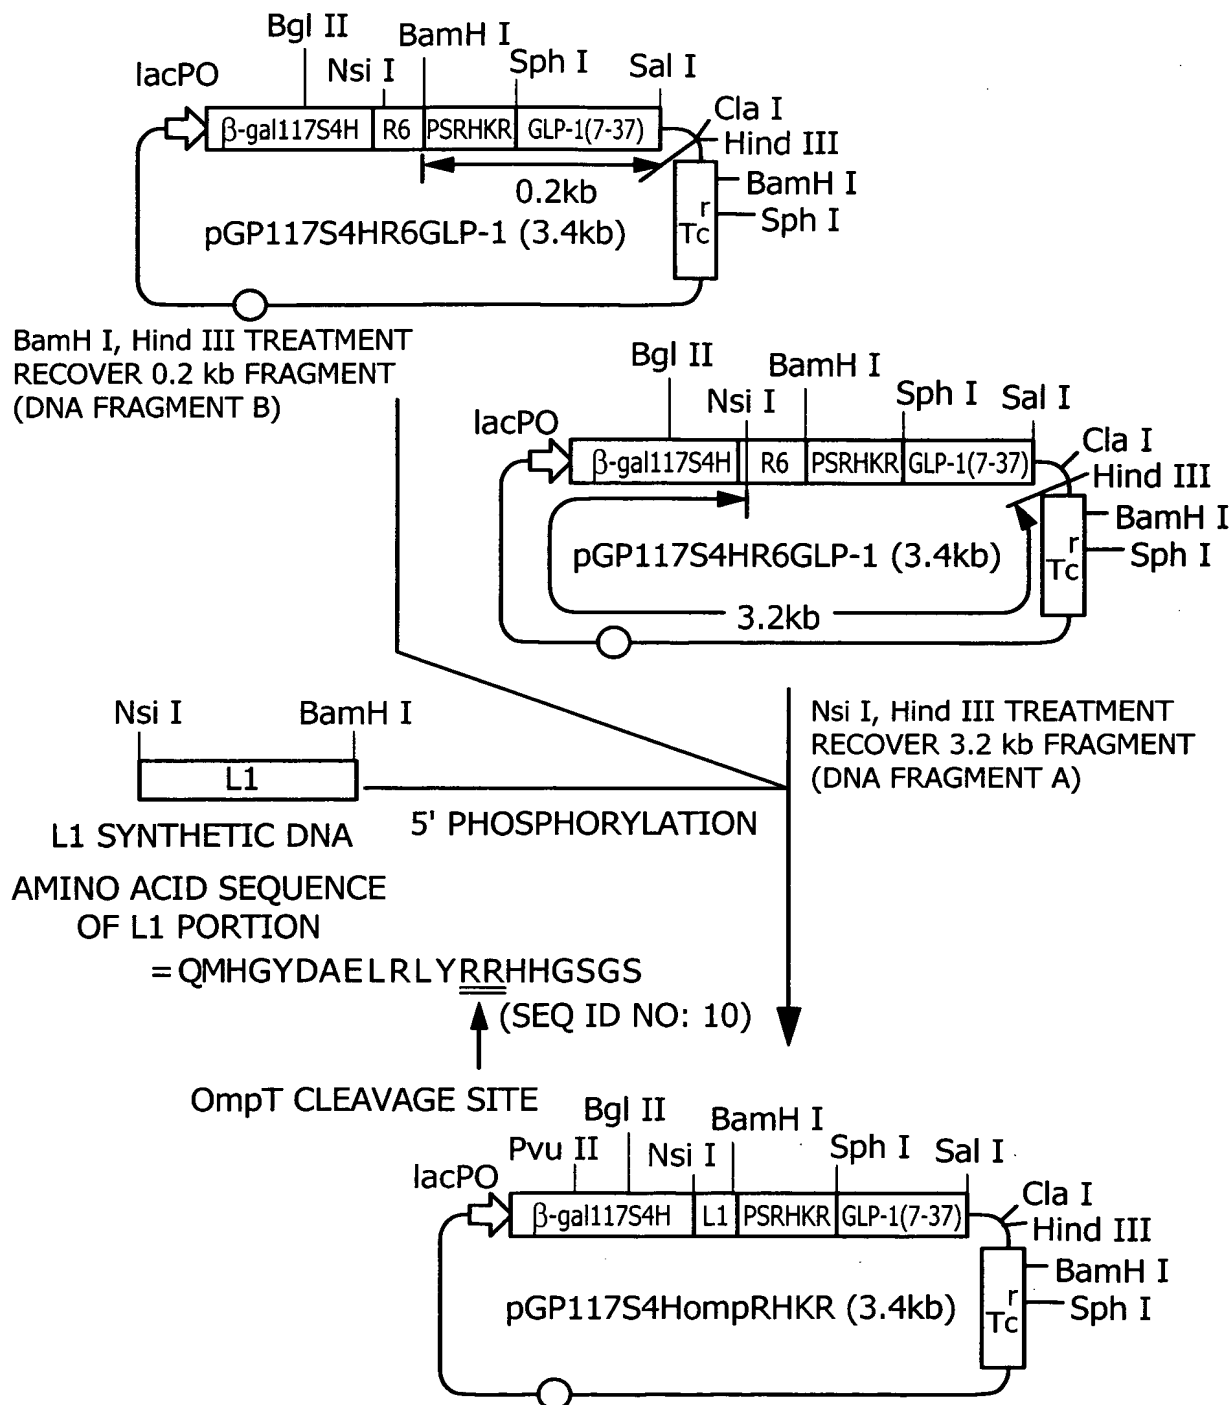 Bgl II
BamH I
lacPO
Nsi I
Sph I
Sal I
β-gal117S4H
R6
PSRHKR
GLP-1(7-37)
Cla I
Hind III
BamH I
Sph I
r
Tc
0.2kb
pGP117S4HR6GLP-1 (3.4kb)
BamH I, Hind III TREATMENT
RECOVER 0.2 kb FRAGMENT
(DNA FRAGMENT B)
Bgl II
BamH I
Nsi I
Sph I
Sal I
lacPO
β-gal117S4H
R6
PSRHKR
GLP-1(7-37)
Cla I
Hind III
BamH I
Sph I
r
Tc
pGP117S4HR6GLP-1 (3.4kb)
3.2kb
Nsi I
BamH I
L1
L1 SYNTHETIC DNA
5' PHOSPHORYLATION
Nsi I, Hind III TREATMENT
RECOVER 3.2 kb FRAGMENT
(DNA FRAGMENT A)
AMINO ACID SEQUENCE
OF L1 PORTION
=QMHGYDAELRLYRRHHGSGS
(SEQ ID NO: 10)
OmpT CLEAVAGE SITE
Bgl II
BamH I
Pvu II
Nsi I
Sph I
Sal I
lacPO
β-gal117S4H
L1
PSRHKR
GLP-1(7-37)
Cla I
Hind III
BamH I
Sph I
r
Tc
pGP117S4HompRHKR (3.4kb)